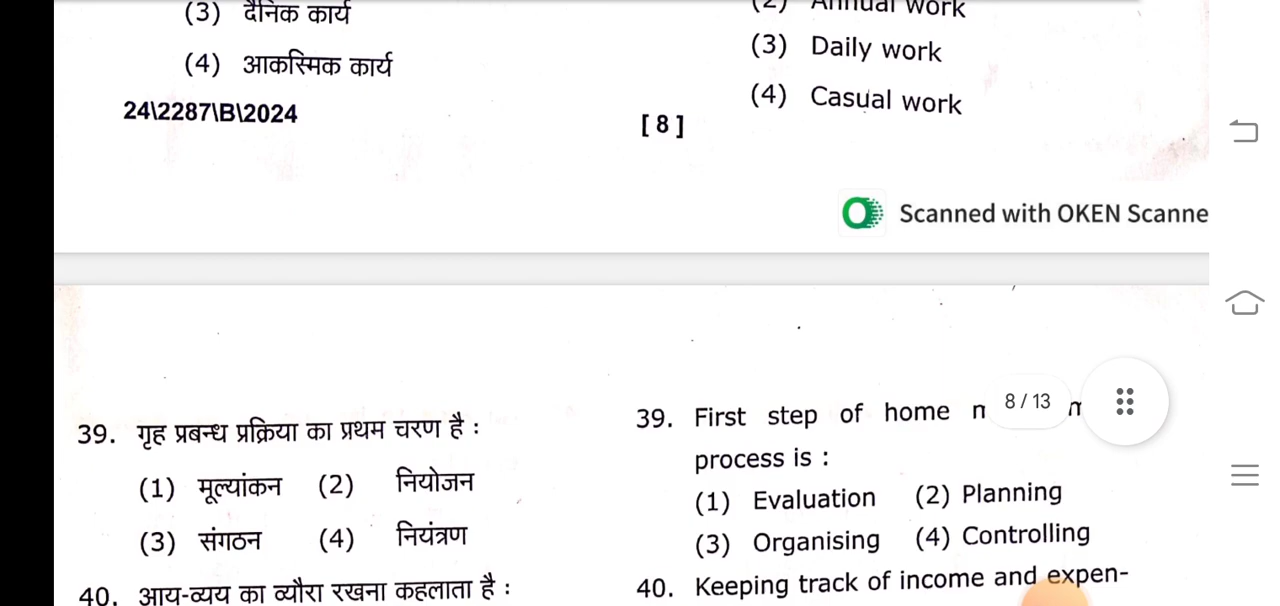 (3) दैनिक कार्य
(4) आकस्मिक कार्य
24\2287\B\2024
(2) Annual work
(3) Daily work
(4) Casual work
[ 8 ]
Scanned with OKEN Scanne
8 / 13
39. गृह प्रबन्ध प्रक्रिया का प्रथम चरण है :
(1) मूल्यांकन (2) नियोजन
(3) संगठन (4) नियंत्रण
40. आय-व्यय का व्यौरा रखना कहलाता है :
39. First step of home
process is :
(1) Evaluation (2) Planning
(3) Organising (4) Controlling
40. Keeping track of income and expen-